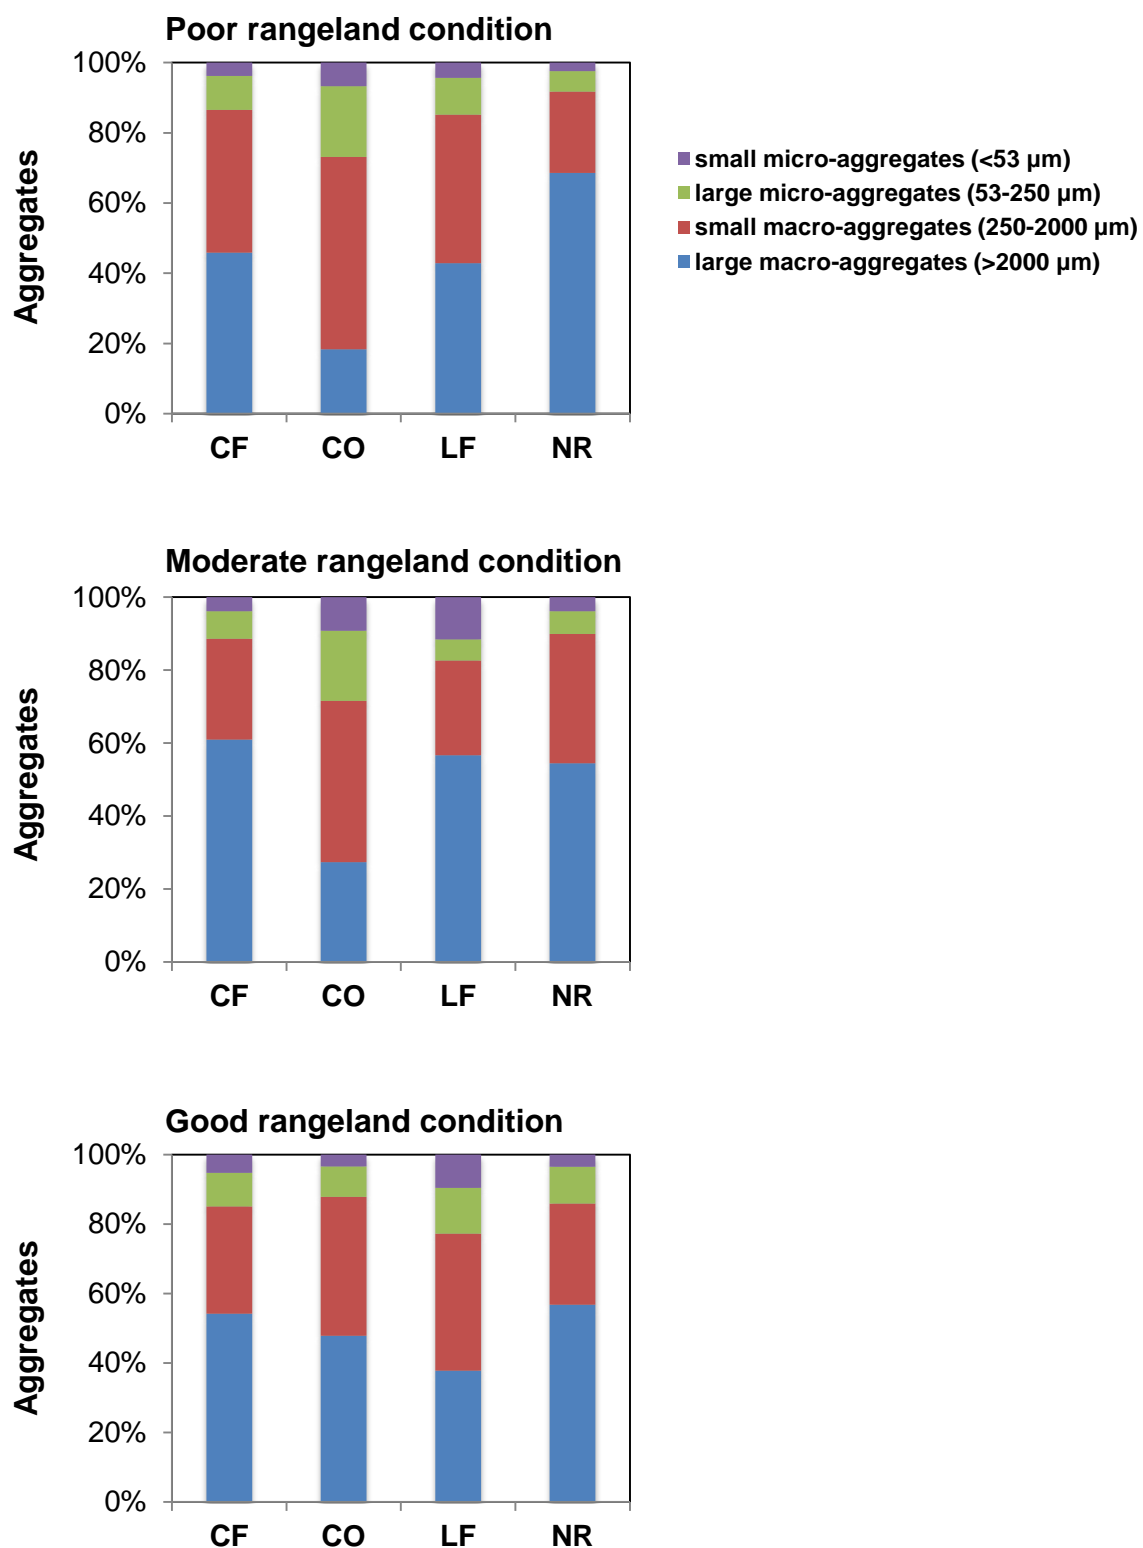 Poor rangeland condition
100%
80%
60%
40%
20%
0%
Aggregates
CF CO LF NR
small micro-aggregates (<53 µm)
large micro-aggregates (53-250 µm)
small macro-aggregates (250-2000 µm)
large macro-aggregates (>2000 µm)
Moderate rangeland condition
100%
80%
60%
40%
20%
0%
Aggregates
CF CO LF NR
Good rangeland condition
100%
80%
60%
40%
20%
0%
Aggregates
CF CO LF NR